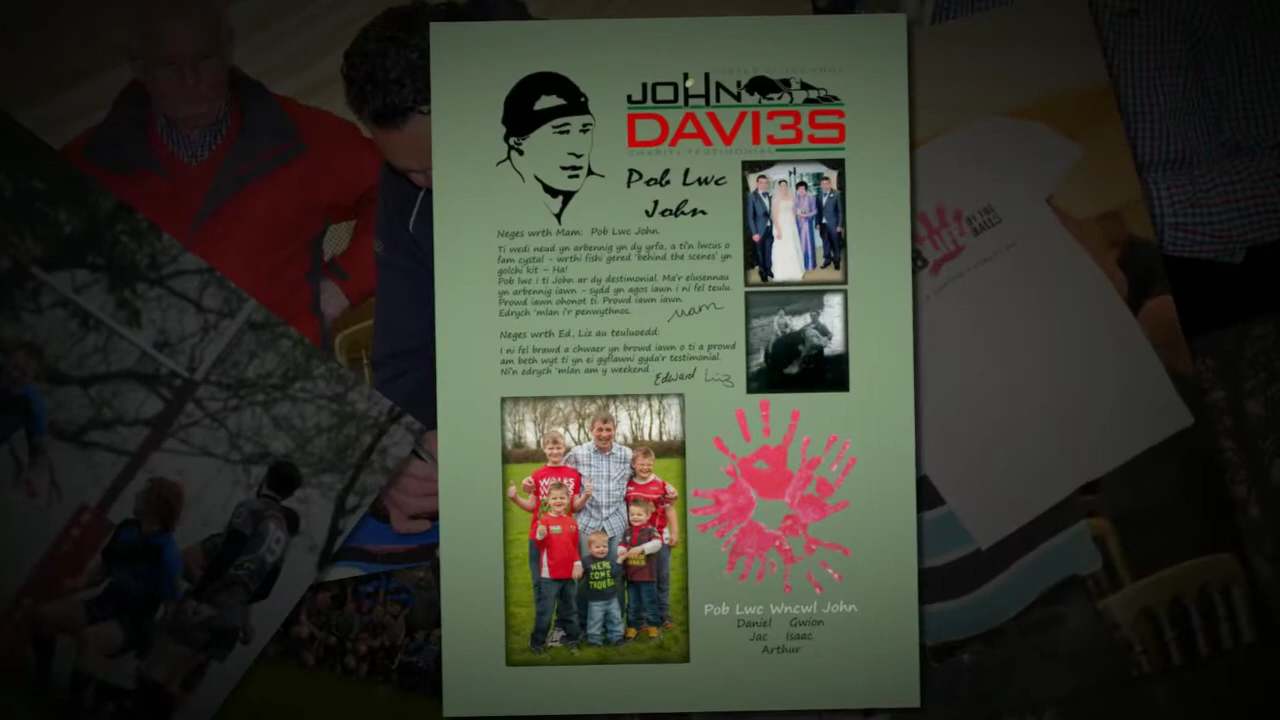 JOHN
DAVI3S
CHARITY TESTIMONIAL
Pob Lwc
John
Neges wrth Mam: Pob Lwc John.
Ti wedi neud yn arbennig yn dy yrfa, a ti'n lwcus o
fam cystal - wrthi fishi gered 'behind the scenes' yn
golchi kit - Ha!
Pob lwc i ti John ar dy destimonial. Ma'r elusennau
yn arbennig iawn - sydd yn agos iawn i ni fel teulu.
Prowd iawn ohonot ti. Prowd iawn iawn.
Edrych 'mlan i'r penwythnos.
Mam
Neges wrth Ed, Liz au teuluoedd:
I ni fel brawd a chwaer yn browd iawn o ti a prowd
am beth wyt ti yn ei gyflawni gyda'r testimonial.
Ni'n edrych 'mlan am y weekend.
Edward Liz
WALES
HERE
COME
TROUBLE
Pob Lwc Wncwl John
Daniel Gwion
Jac Isaac
Arthur